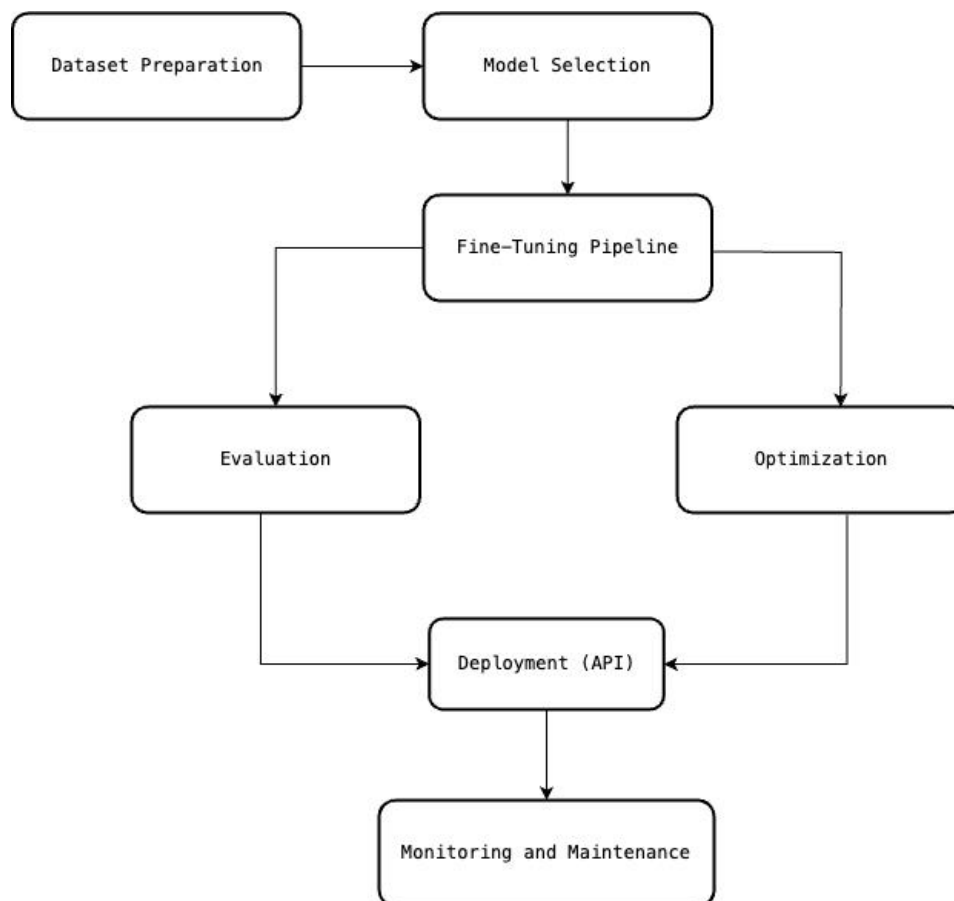 Dataset Preparation
Model Selection
Fine-Tuning Pipeline
Evaluation
Optimization
Deployment (API)
Monitoring and Maintenance